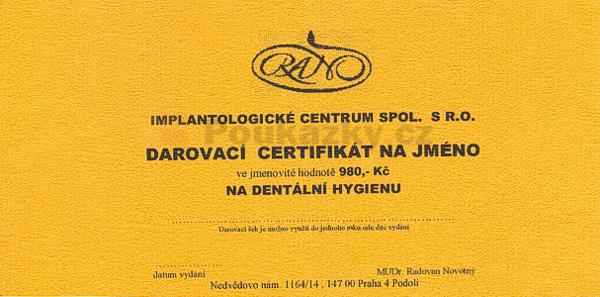 RANO
IMPLANTOLOGICKÉ CENTRUM SPOL. S R.O.
Poukazky.cz
DAROVACÍ CERTIFIKÁT NA JMÉNO
ve jmenovité hodnotě 980,- Kč
NA DENTÁLNÍ HYGIENU
Darovací šek je možno využít do jednoho roku ode dne vydání
datum vydání MUDr. Radovan Novotný
Nedvědovo nám. 1164/14 , 147 00 Praha 4 Podolí